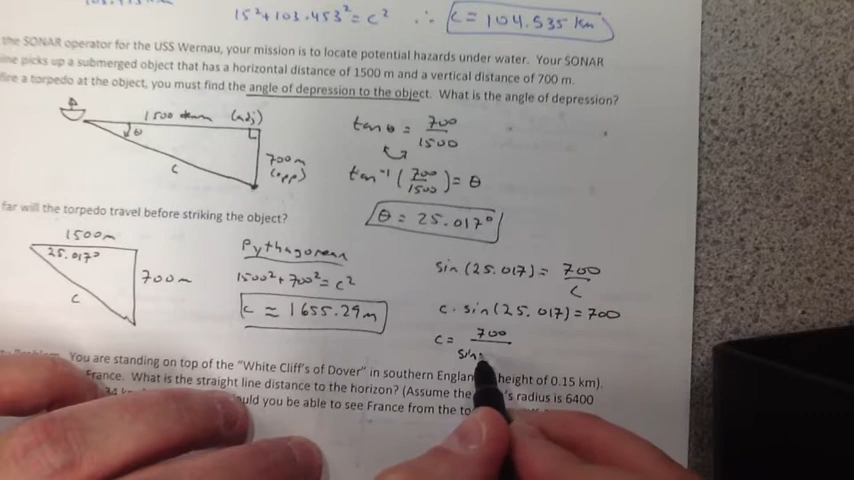 15² + 103.453² = c² ∴ c = 104.535 km
the SONAR operator for the USS Wernau, your mission is to locate potential hazards under water. Your SONAR
ine picks up a submerged object that has a horizontal distance of 1500 m and a vertical distance of 700 m.
fire a torpedo at the object, you must find the angle of depression to the object. What is the angle of depression?
1500 (adj)
θ
700m
(opp)
c
tan θ = 700/1500
tan⁻¹ (700/1500) = θ
θ = 25.017°
far will the torpedo travel before striking the object?
1500m
25.017°
700m
c
Pythagorean
1500² + 700² = c²
c ≈ 1655.29m
sin (25.017) = 700/c
c · sin (25.017) = 700
c = 700/sin
You are standing on top of the "White Cliff's of Dover" in southern England height of 0.15 km).
France. What is the straight line distance to the horizon? (Assume the 's radius is 6400
ould you be able to see France from the to